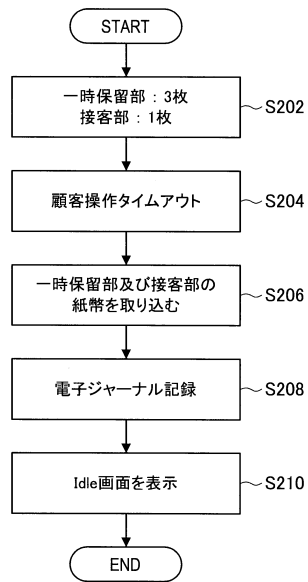 START
一時保留部：3枚
接客部：1枚
S202
顧客操作タイムアウト
S204
一時保留部及び接客部の
紙幣を取り込む
S206
電子ジャーナル記録
S208
Idle画面を表示
S210
END